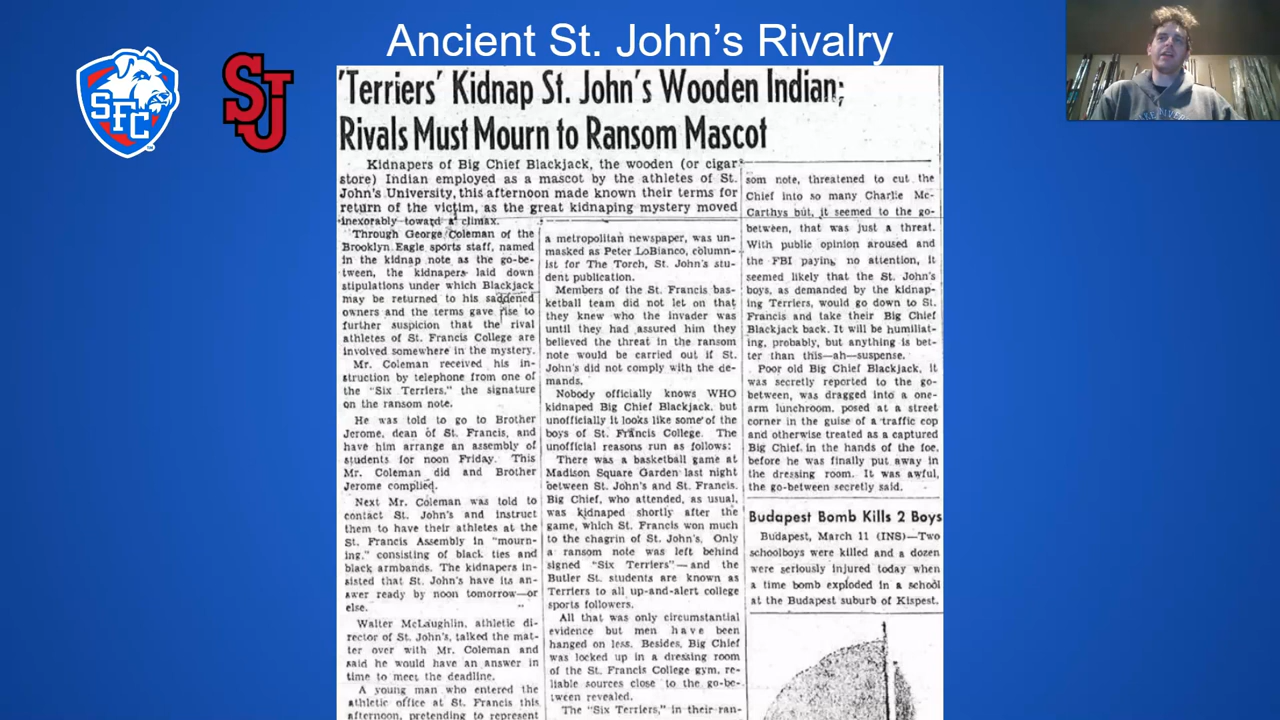 Ancient St. John's Rivalry
SFC
STJ
'Terriers' Kidnap St. John's Wooden Indian;
Rivals Must Mourn to Ransom Mascot
Kidnapers of Big Chief Blackjack, the wooden (or cigar
store) Indian employed as a mascot by the athletes of St.
John's University, this afternoon made known their terms for
return of the victim, as the great kidnaping mystery moved
inexorably toward a climax.
Through George Coleman of the
Brooklyn Eagle sports staff, named
in the kidnap note as the go-be-
tween, the kidnapers laid down
stipulations under which Blackjack
may be returned to his saddened
owners and the terms gave rise to
further suspicion that the rival
athletes of St. Francis College are
involved somewhere in the mystery.
Mr. Coleman received his in-
struction by telephone from one of
the "Six Terriers," the signature
on the ransom note.
He was told to go to Brother
Jerome, dean of St. Francis, and
have him arrange an assembly of
students for noon Friday. This
Mr. Coleman did and Brother
Jerome complied.
Next Mr. Coleman was told to
contact St. John's and instruct
them to have their athletes at the
St. Francis Assembly in "mourn-
ing," consisting of black ties and
black armbands. The kidnapers in-
sisted that St. John's have its an-
swer ready by noon tomorrow—or
else.
Walter McLaughlin, athletic di-
rector of St. John's, talked the mat-
ter over with Mr. Coleman and
said he would have an answer in
time to meet the deadline.
A young man who entered the
athletic office at St. Francis this
afternoon, pretending to represent
a metropolitan newspaper, was un-
masked as Peter LoBianco, column-
ist for The Torch, St. John's stu-
dent publication.
Members of the St. Francis bas-
ketball team did not let on that
they knew who the invader was
until they had assured him they
believed the threat in the ransom
note would be carried out if St.
John's did not comply with the de-
mands.
Nobody officially knows WHO
kidnaped Big Chief Blackjack, but
unofficially it looks like some of the
boys of St. Francis College. The
unofficial reasons run as follows:
There was a basketball game at
Madison Square Garden last night
between St. John's and St. Francis.
Big Chief, who attended, as usual,
was kidnaped shortly after the
game, which St. Francis won much
to the chagrin of St. John's. Only
a ransom note was left behind
signed "Six Terriers"—and the
Butler St. students are known as
Terriers to all up-and-alert college
sports followers.
All that was only circumstantial
evidence but men have been
hanged on less. Besides, Big Chief
was locked up in a dressing room
of the St. Francis College gym, re-
liable sources close to the go-be-
tween revealed.
The "Six Terriers," in their ran-
som note, threatened to cut the
Chief into so many Charlie Mc-
Carthys but, it seemed to the go-
between, that was just a threat.
With public opinion aroused and
the FBI paying no attention, it
seemed likely that the St. John's
boys, as demanded by the kidnap-
ing Terriers, would go down to St.
Francis and take their Big Chief
Blackjack back. It will be humiliat-
ing, probably, but anything is bet-
ter than this—ah—suspense.
Poor old Big Chief Blackjack, it
was secretly reported to the go-
between, was dragged into a one-
arm lunchroom, posed at a street
corner in the guise of a traffic cop
and otherwise treated as a captured
Big Chief in the hands of the foe,
before he was finally put away in
the dressing room. It was awful,
the go-between secretly said.
Budapest Bomb Kills 2 Boys
Budapest, March 11 (INS)—Two
schoolboys were killed and a dozen
were seriously injured today when
a time bomb exploded in a school
at the Budapest suburb of Kispest.